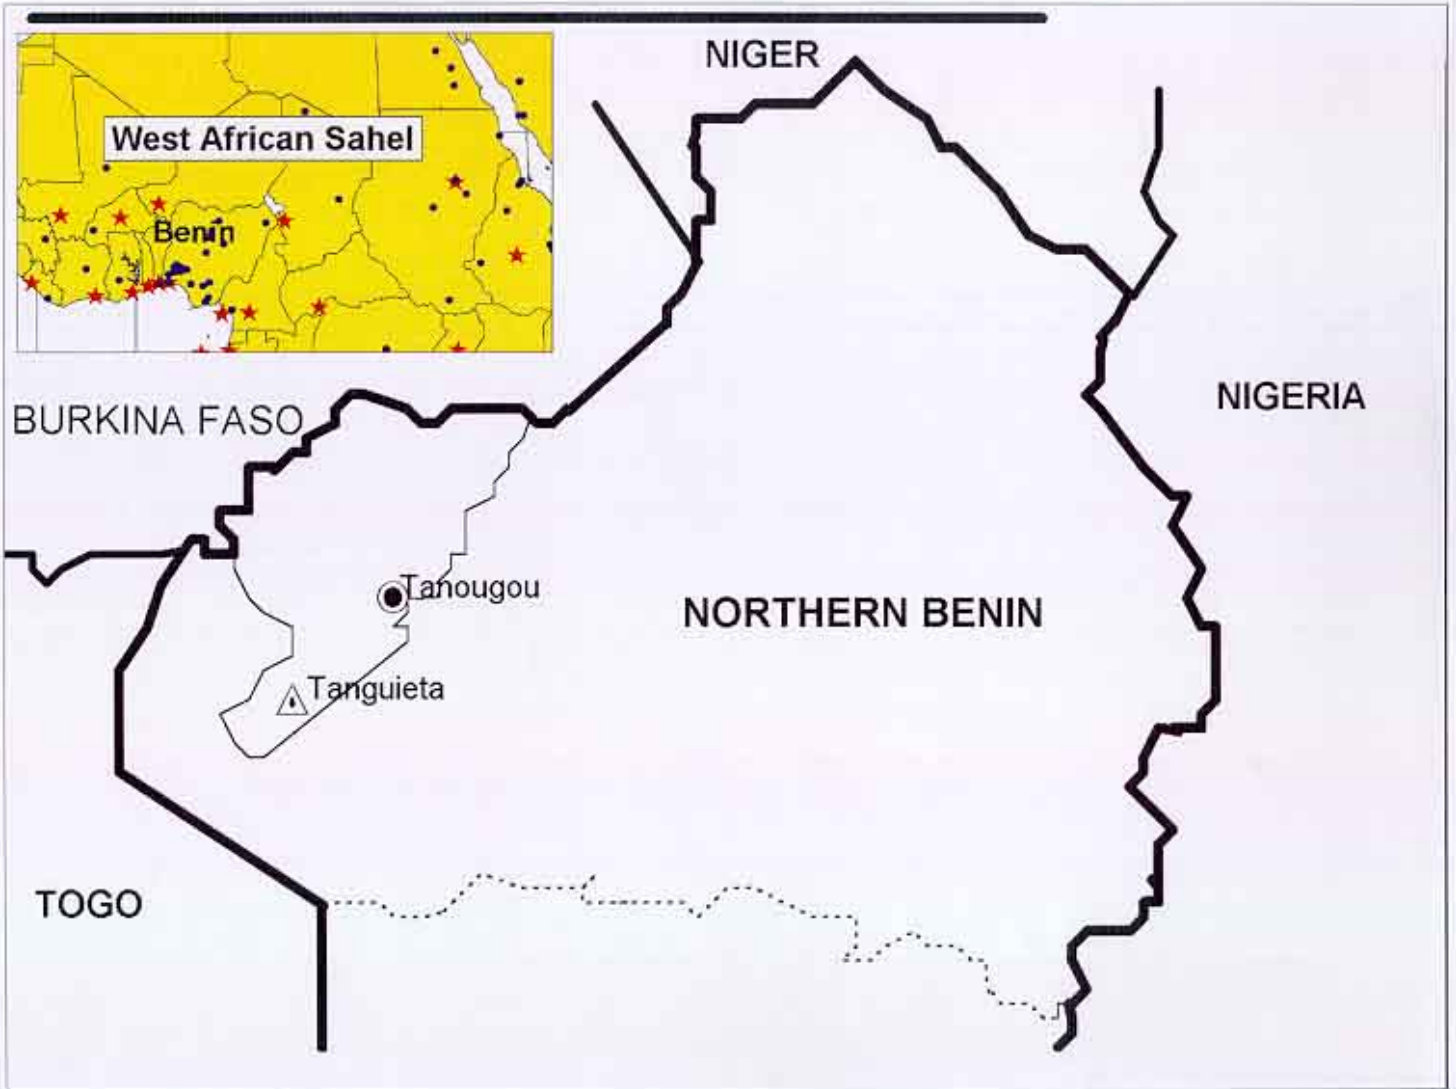 NIGER
West African Sahel
Benin
BURKINA FASO
NIGERIA
Tanougou
NORTHERN BENIN
Tanguieta
TOGO